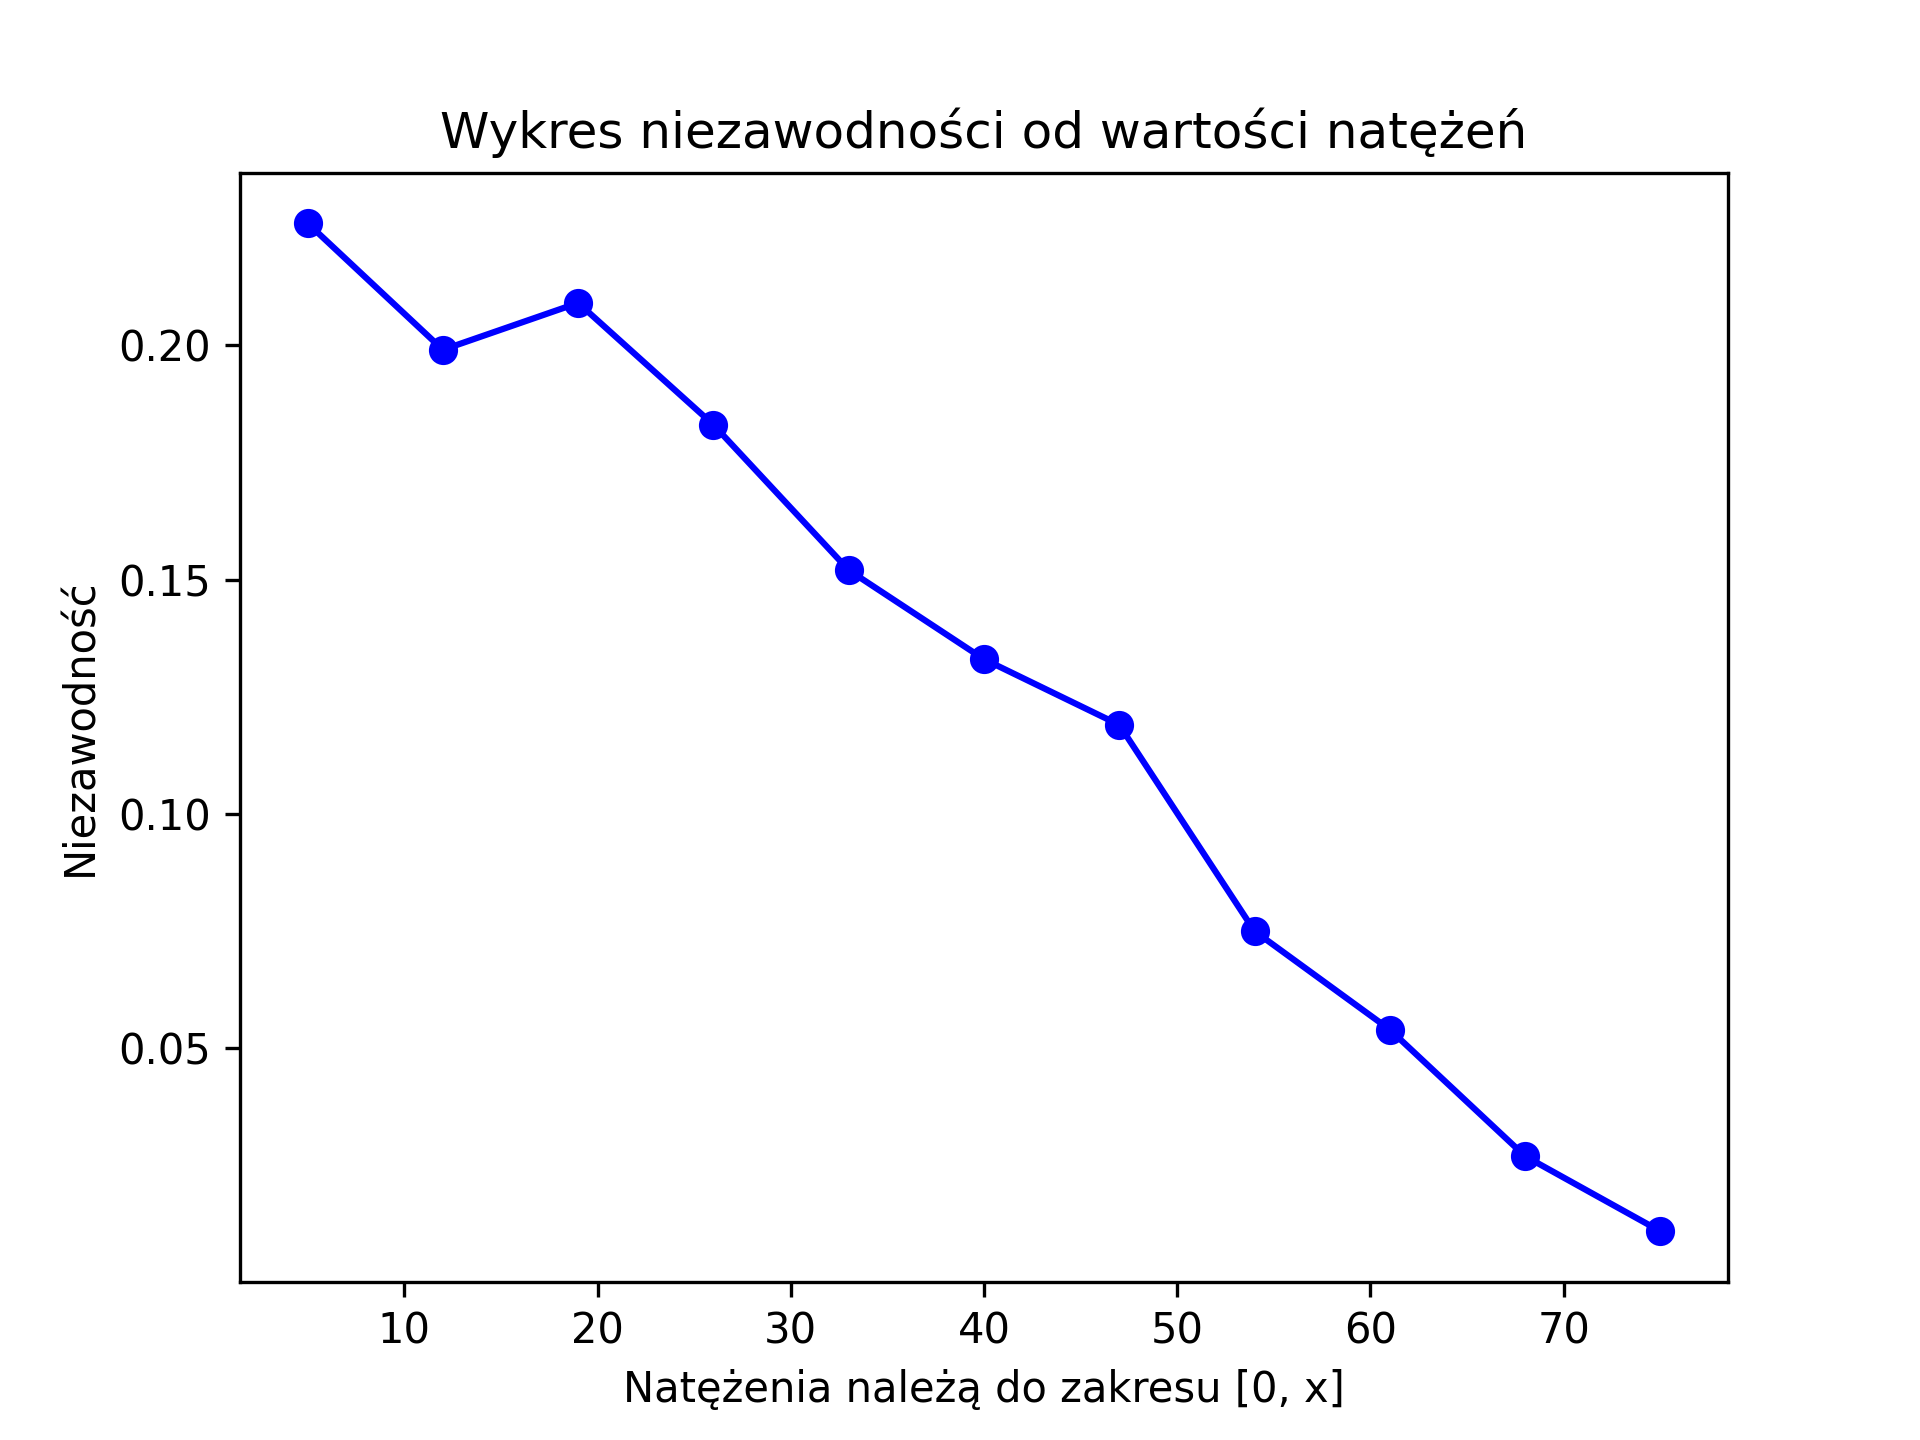 Wykres niezawodności od wartości natężeń
Niezawodność
0.20
0.15
0.10
0.05
10 20 30 40 50 60 70
Natężenia należą do zakresu [0, x]